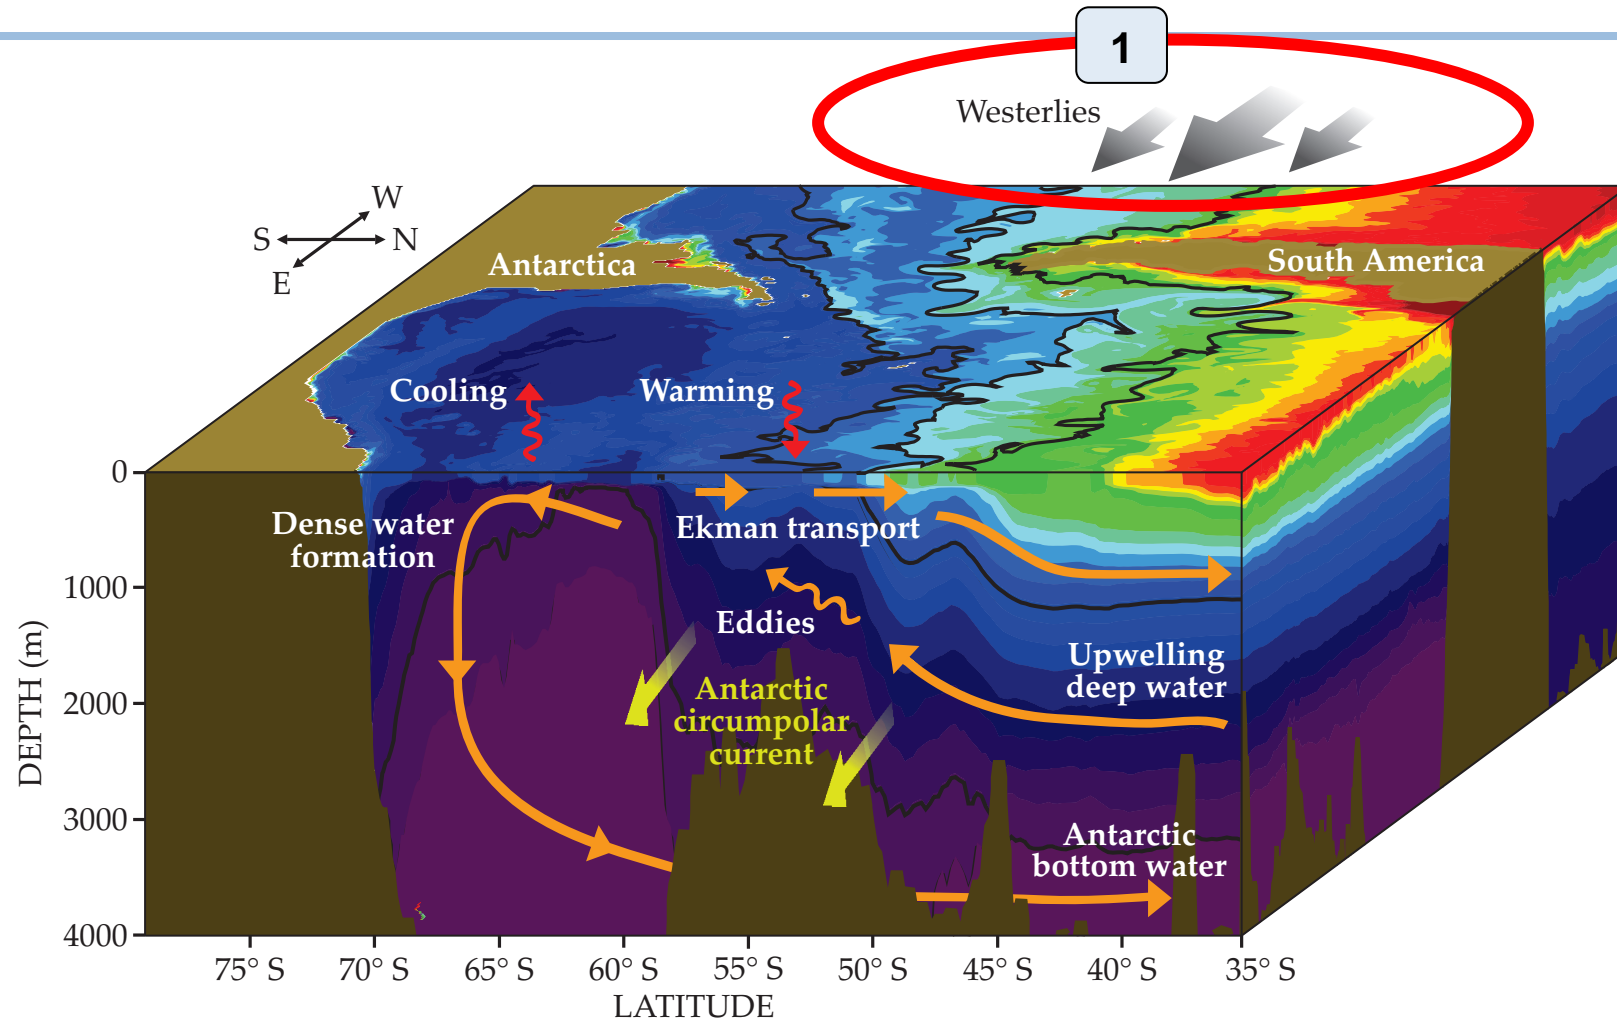 1
Westerlies
W
S
N
E
Antarctica
South America
Cooling
Warming
0
Dense water
formation
Ekman transport
1000
Eddies
Upwelling
deep water
2000
Antarctic
circumpolar
current
3000
Antarctic
bottom water
4000
DEPTH (m)
75° S
70° S
65° S
60° S
55° S
50° S
45° S
40° S
35° S
LATITUDE